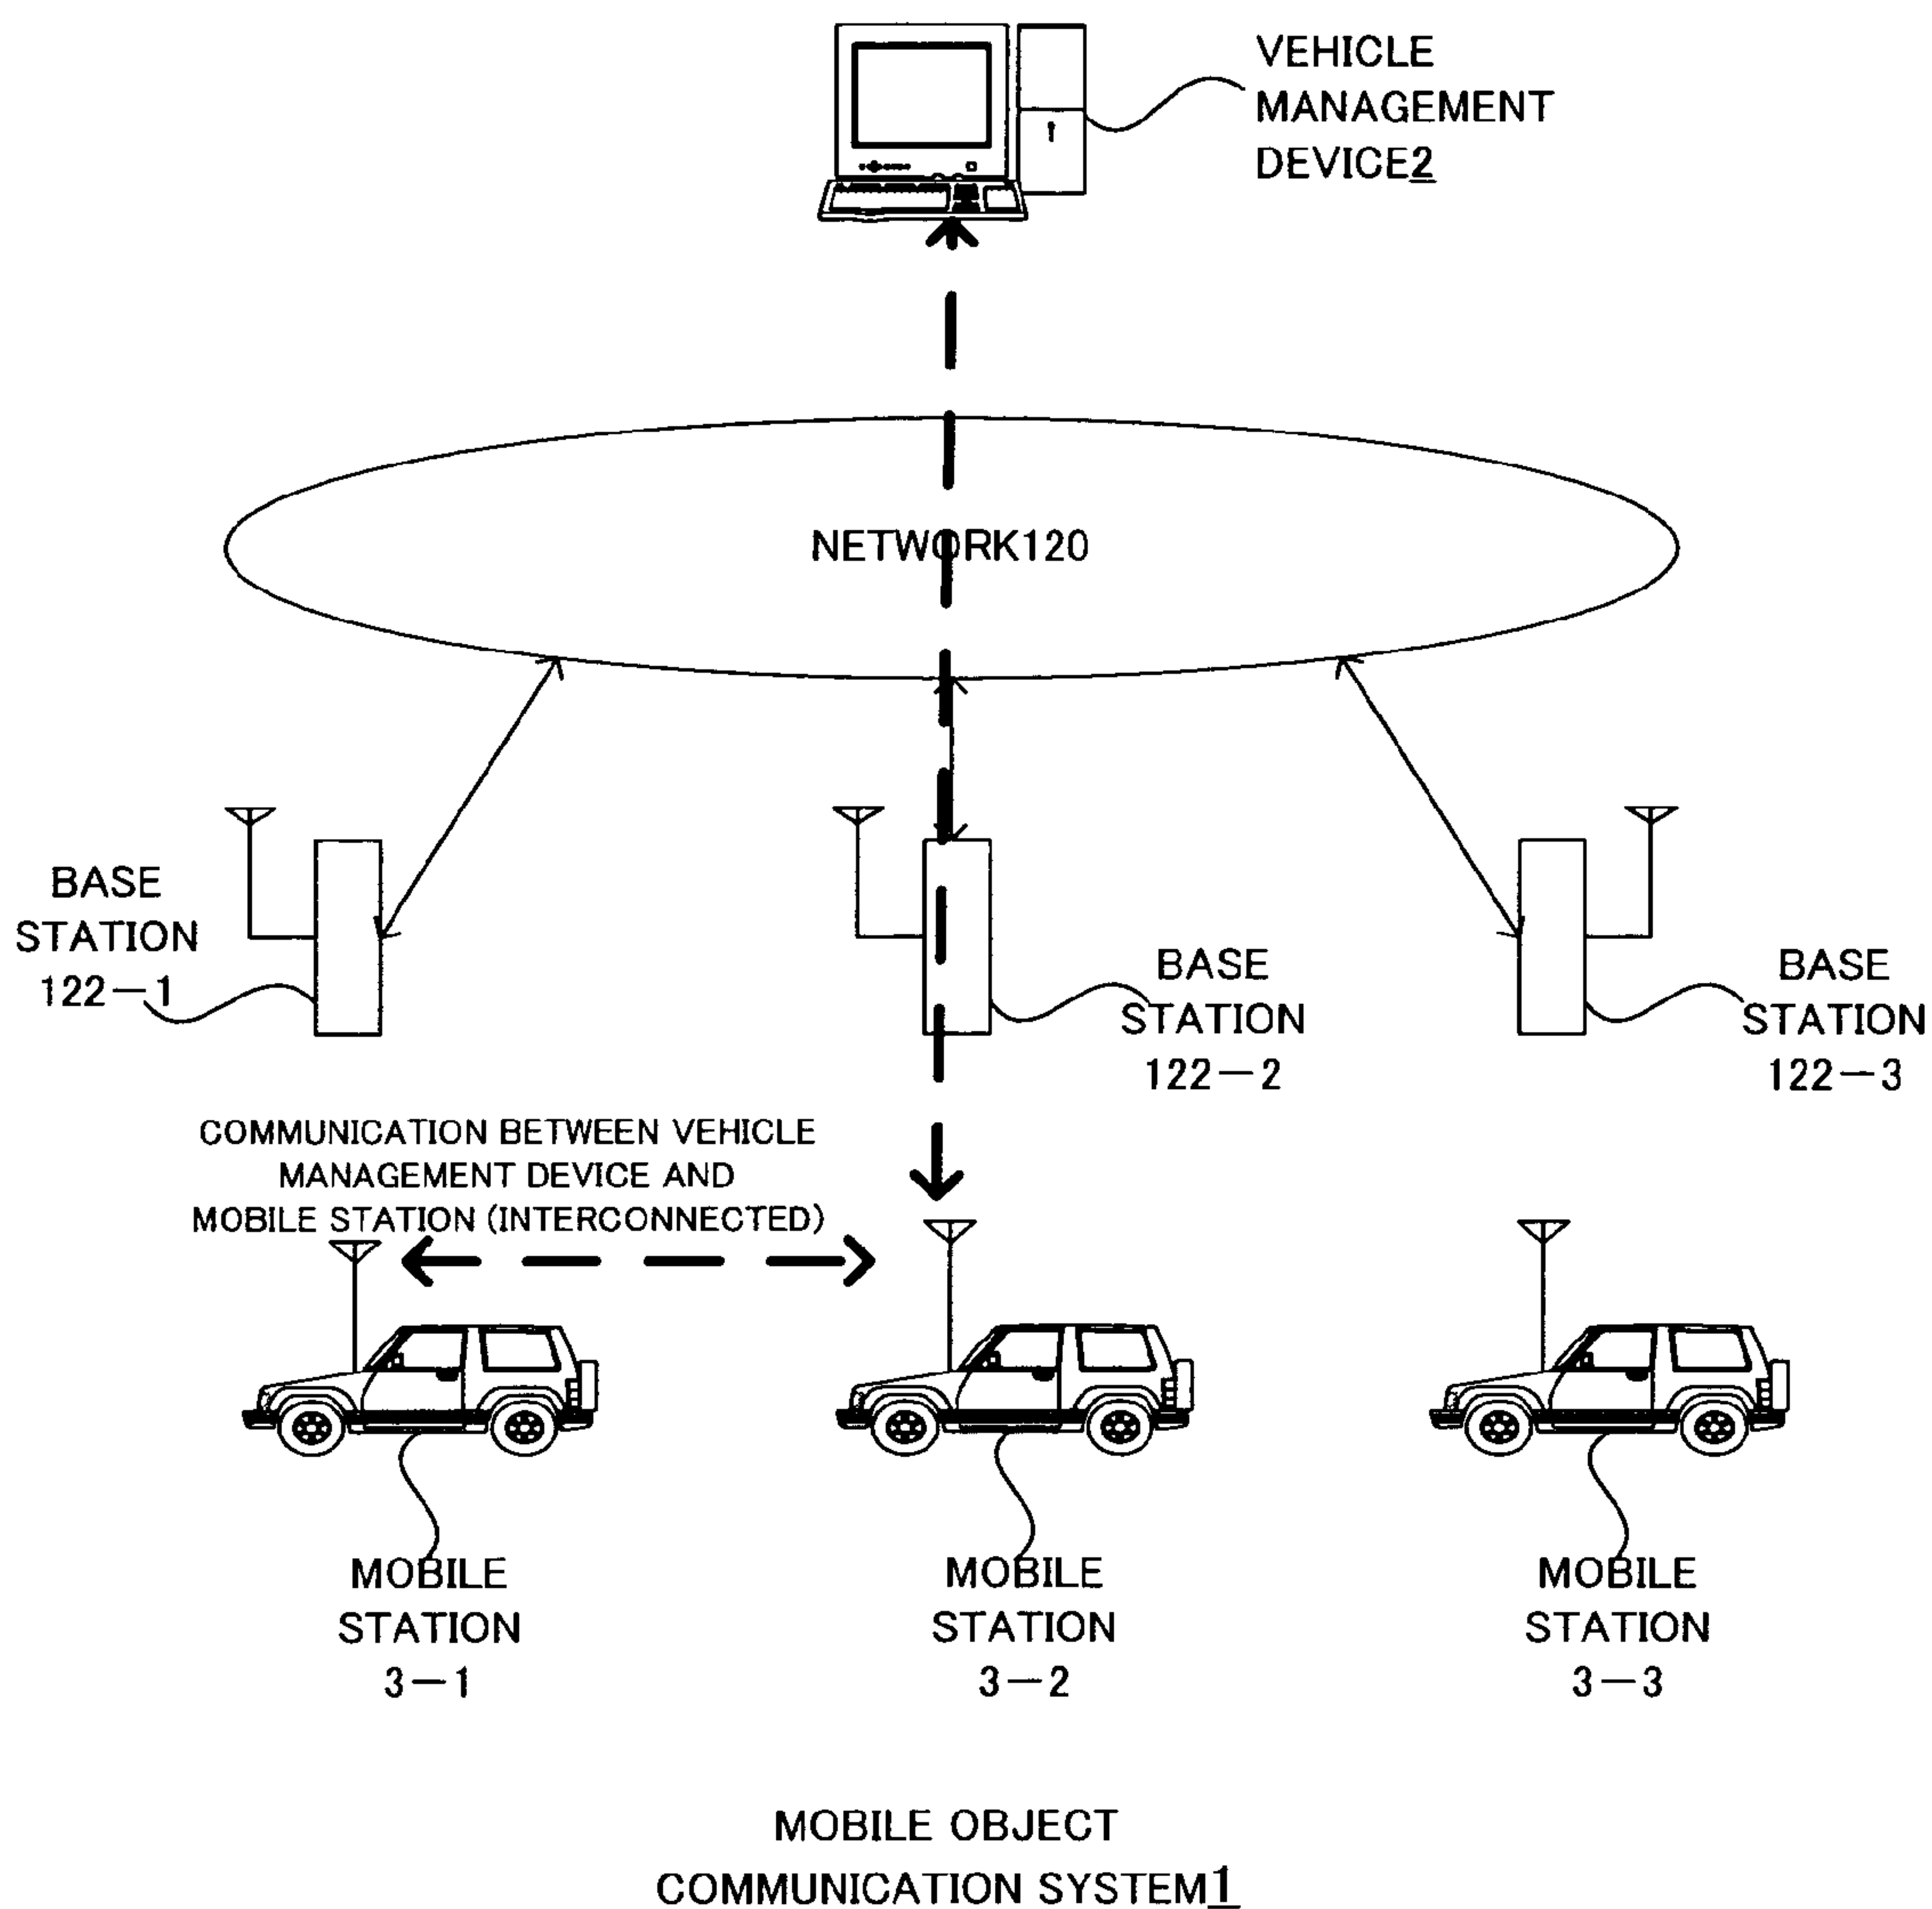 VEHICLE
MANAGEMENT
DEVICE2
NETWORK120
BASE
STATION
122-1
BASE
STATION
122-2
BASE
STATION
122-3
COMMUNICATION BETWEEN VEHICLE
MANAGEMENT DEVICE AND
MOBILE STATION (INTERCONNECTED)
MOBILE
STATION
3-1
MOBILE
STATION
3-2
MOBILE
STATION
3-3
MOBILE OBJECT
COMMUNICATION SYSTEM1